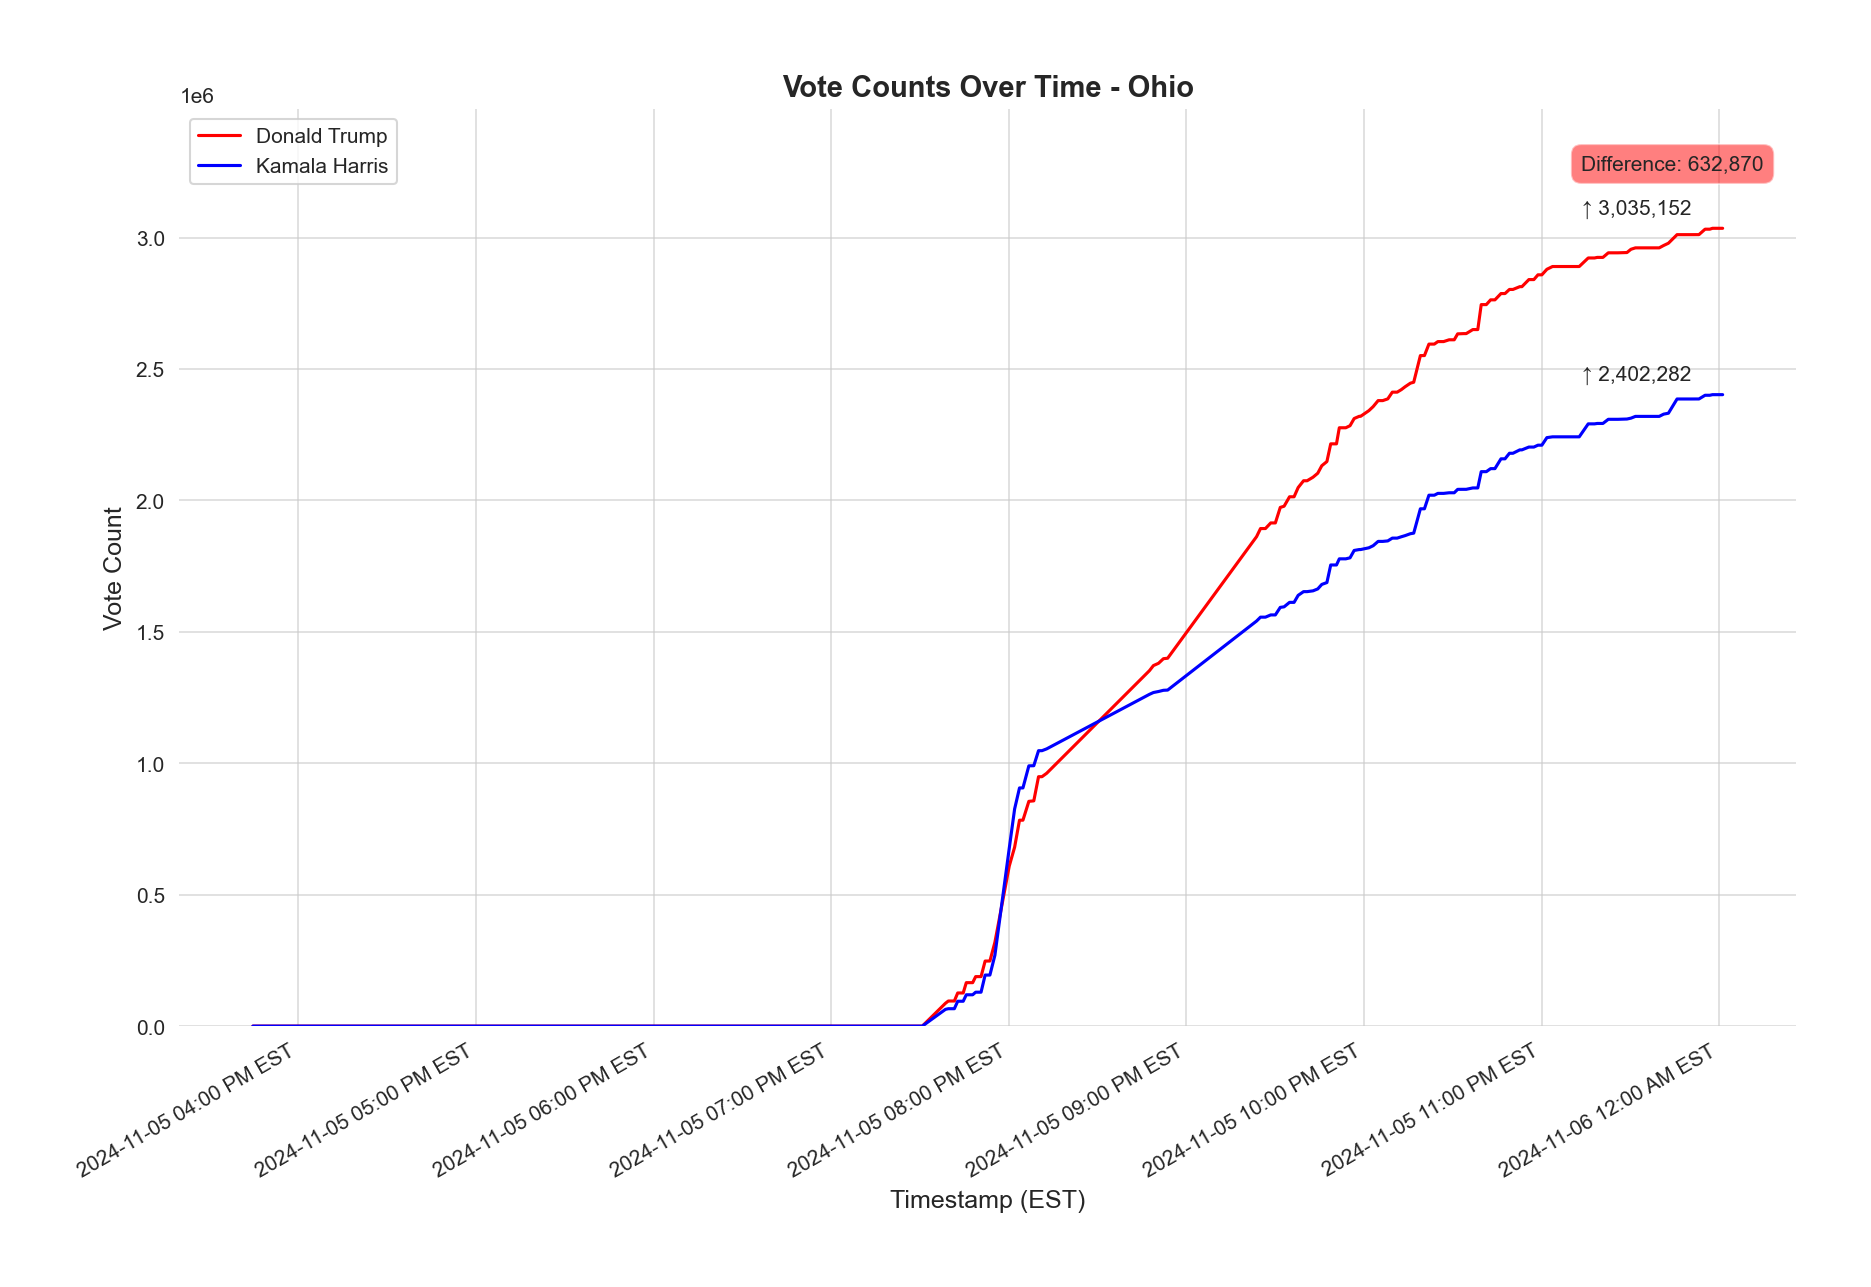 Vote Counts Over Time - Ohio
1e6
Donald Trump
Kamala Harris
Difference: 632,870
↑ 3,035,152
↑ 2,402,282
3.0
2.5
2.0
1.5
1.0
0.5
0.0
Vote Count
2024-11-05 04:00 PM EST
2024-11-05 05:00 PM EST
2024-11-05 06:00 PM EST
2024-11-05 07:00 PM EST
2024-11-05 08:00 PM EST
2024-11-05 09:00 PM EST
2024-11-05 10:00 PM EST
2024-11-05 11:00 PM EST
2024-11-06 12:00 AM EST
Timestamp (EST)